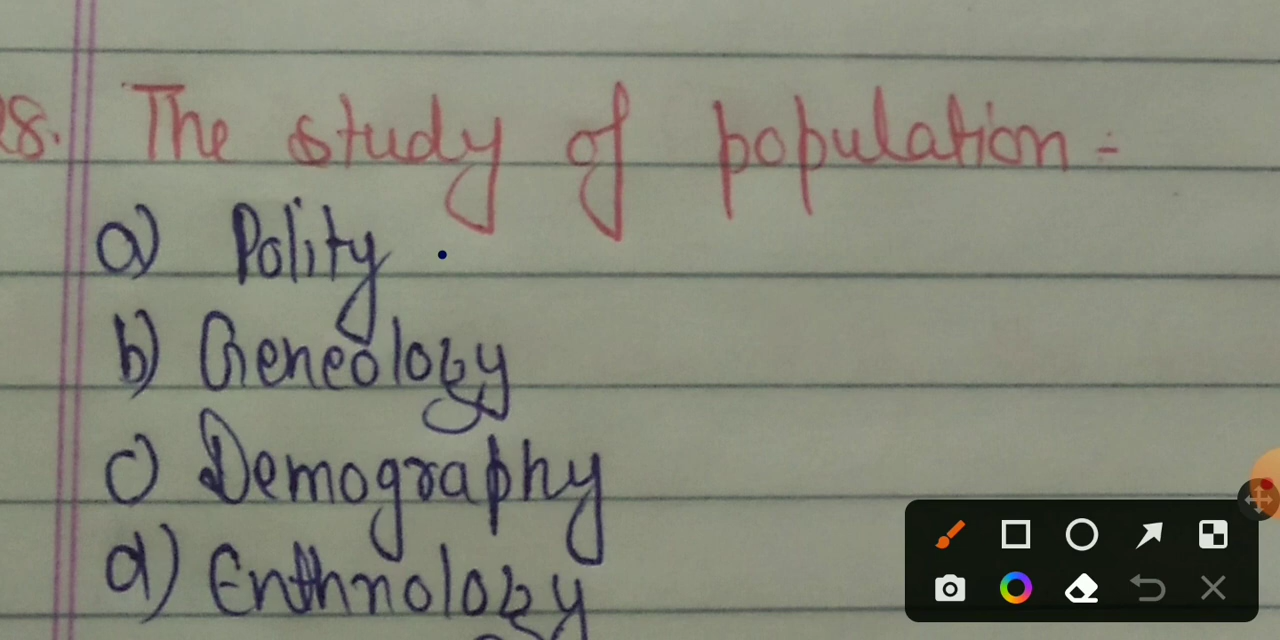 28. The study of population :-
a) Polity
b) Geneology
c) Demography
d) Enthnology